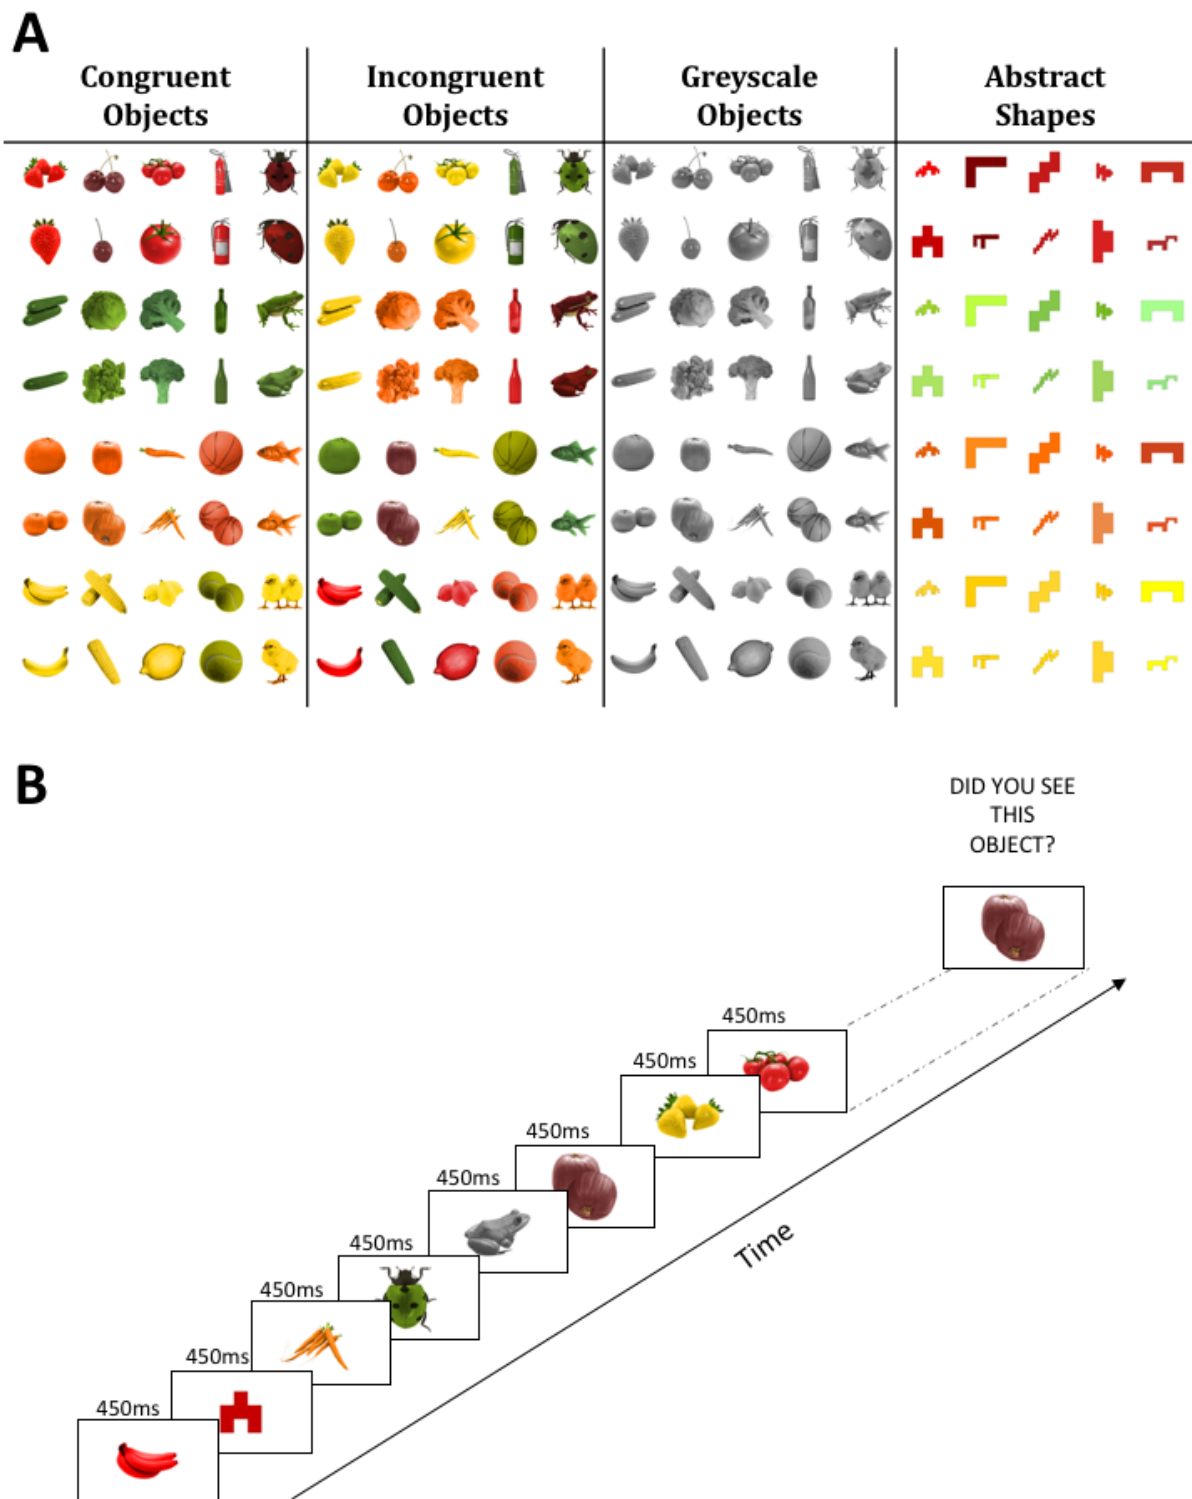 A
Congruent
Objects
Incongruent
Objects
Greyscale
Objects
Abstract
Shapes
B
DID YOU SEE
THIS
OBJECT?
450ms
450ms
450ms
450ms
450ms
450ms
450ms
450ms
Time